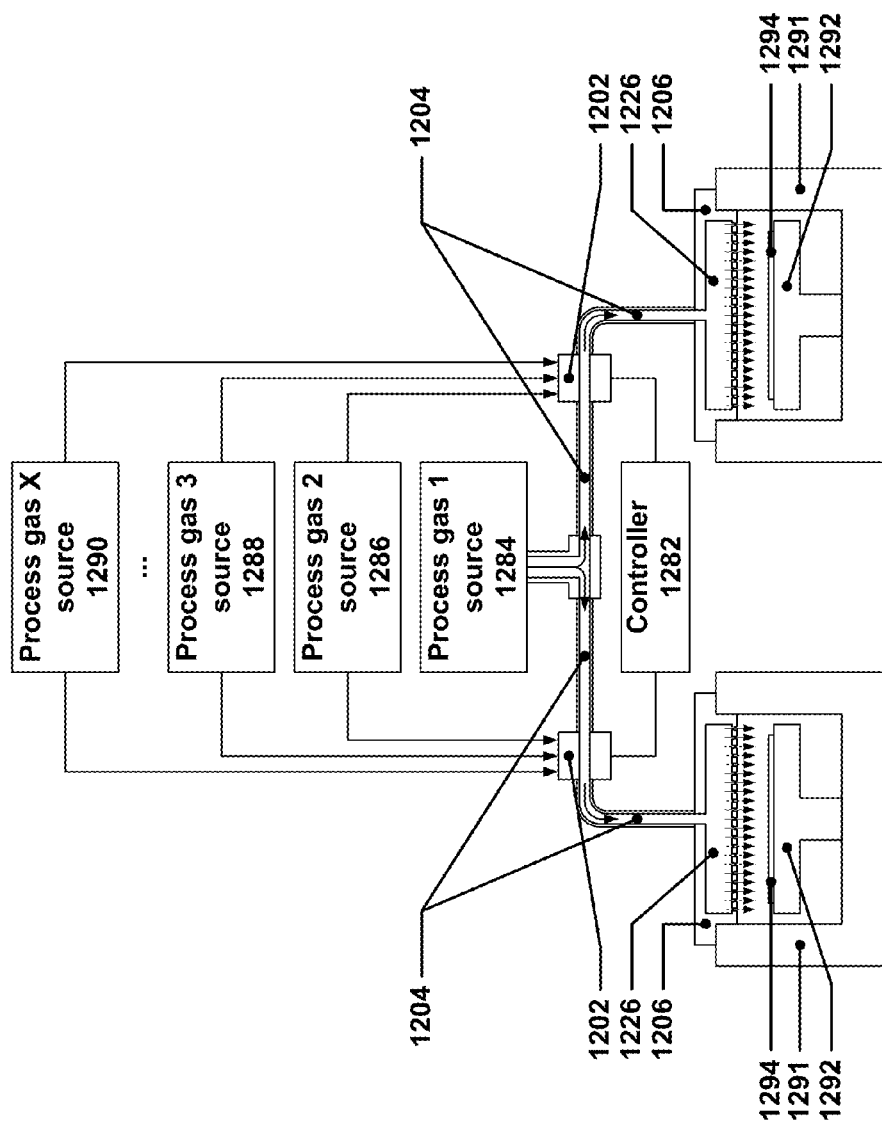 Process gas X
source
1290
...
Process gas 3
source
1288
Process gas 2
source
1286
Process gas 1
source
1284
Controller
1282
1204
1204
1202
1226
1206
1294
1291
1292
1202
1226
1206
1294
1291
1292